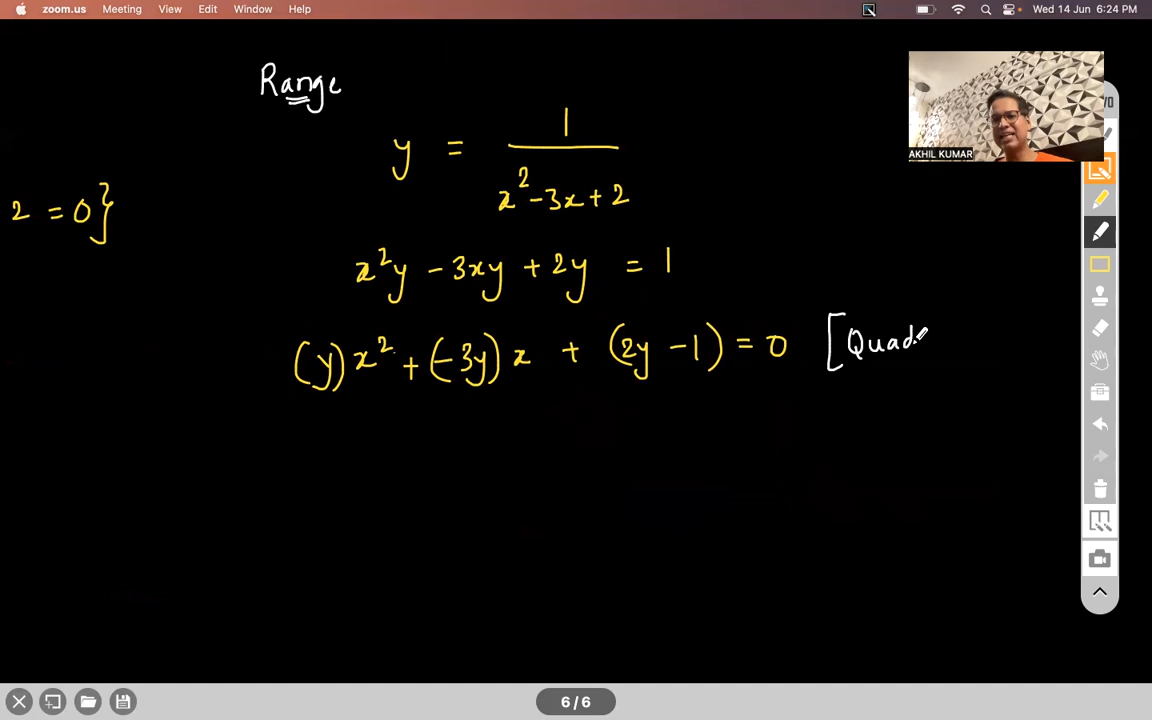 zoom.us Meeting View Edit Window Help Wed 14 Jun 6:24 PM
Range
AKHIL KUMAR
y = 1/(x² - 3x + 2)
2 = 0}
x²y - 3xy + 2y = 1
(y)x² + (-3y)x + (2y - 1) = 0 [Quad
6 / 6